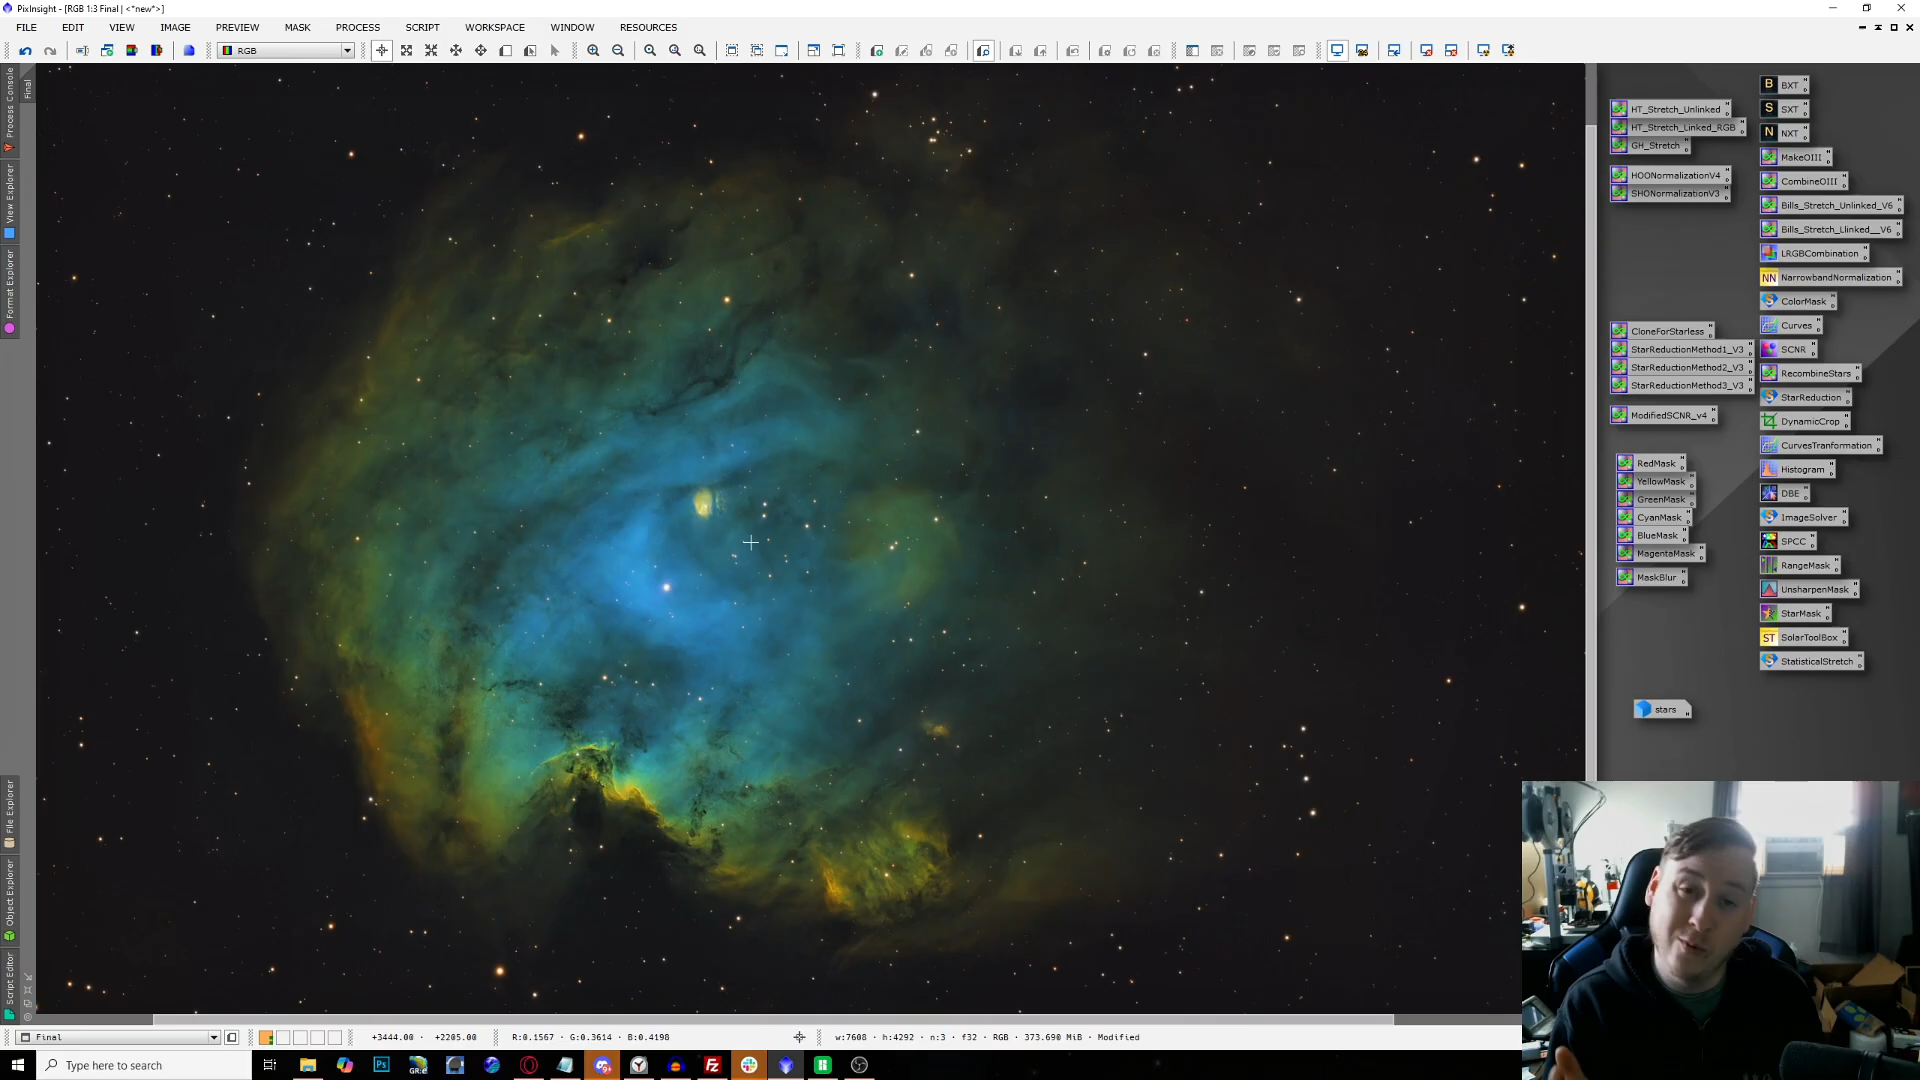 PixInsight - [RGB 1:3 Final | <*new*>]
FILE EDIT VIEW IMAGE PREVIEW MASK PROCESS SCRIPT WORKSPACE WINDOW RESOURCES
RGB
Process Console
View Explorer
Format Explorer
File Explorer
Object Explorer
Script Editor
Final
HT_Stretch_Unlinked
HT_Stretch_Linked_RGB
GH_Stretch
HOONormalizationV4
SHONormalizationV3
CloneForStarless
StarReductionMethod1_V3
StarReductionMethod2_V3
StarReductionMethod3_V3
ModifiedSCNR_v4
RedMask
YellowMask
GreenMask
CyanMask
BlueMask
MagentaMask
MaskBlur
stars
B BXT
S SXT
N NXT
MakeOIII
CombineOIII
Bills_Stretch_Unlinked_V6
Bills_Stretch_Llinked__V6
LRGBCombination
NN NarrowbandNormalization
ColorMask
Curves
SCNR
RecombineStars
StarReduction
DynamicCrop
CurvesTranformation
Histogram
DBE
ImageSolver
SPCC
RangeMask
UnsharpenMask
StarMask
ST SolarToolBox
StatisticalStretch
Final
+3444.00 · +2205.00
R:0.1567 · G:0.3614 · B:0.4198
w:7608 · h:4292 · n:3 · f32 · RGB · 373.690 MiB · Modified
Type here to search